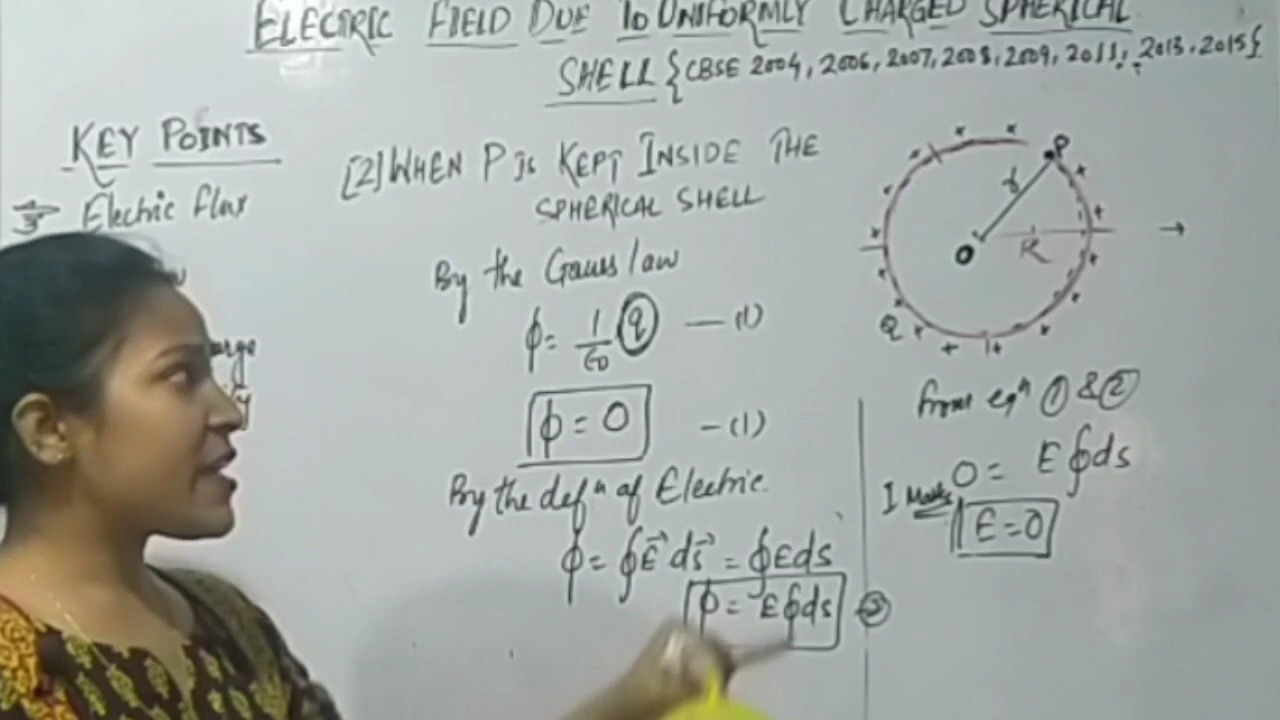 ELECTRIC FIELD DUE TO UNIFORMLY CHARGED SPHERICAL
SHELL {CBSE 2004, 2006, 2007, 2008, 2009, 2011, 2013, 2015}
KEY POINTS
Electric flux
[2] WHEN P IS KEPT INSIDE THE
SPHERICAL SHELL
By the Gauss law
ϕ = 1/ε0 q — (1)
ϕ = 0 — (1)
By the defⁿ of Electric.
ϕ = ∮E⃗ ds⃗ = ∮Eds
ϕ = E∮ds
P
O
R
Q
from eqⁿ ① & ②
0 = E∮ds
E = 0